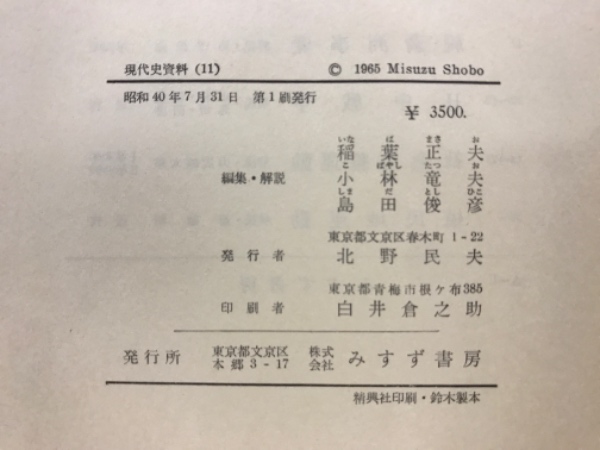 現代史資料 (11)
© 1965 Misuzu Shobo
昭和40年7月31日 第1刷発行
¥ 3500.
いな ば まさ お
稲葉正夫
こ ばやし たつ お
編集・解説 小林竜夫
しま だ とし ひこ
島田俊彦
東京都文京区春木町 1-22
発行者 北野民夫
東京都青梅市根ケ布385
印刷者 白井倉之助
発行所 東京都文京区本郷 3-17 株式会社 みすず書房
精興社印刷・鈴木製本